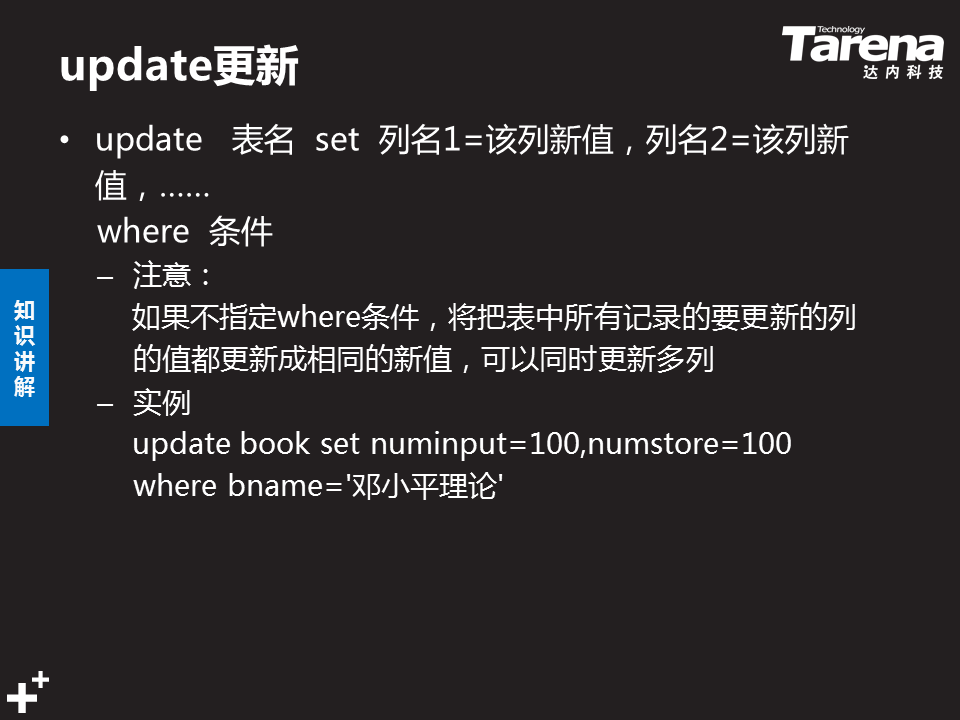 Technology
Tarena
达内科技
update更新
• update 表名 set 列名1=该列新值，列名2=该列新
值，……
where 条件
– 注意：
如果不指定where条件，将把表中所有记录的要更新的列
的值都更新成相同的新值，可以同时更新多列
– 实例
update book set numinput=100,numstore=100
where bname='邓小平理论'
知
识
讲
解